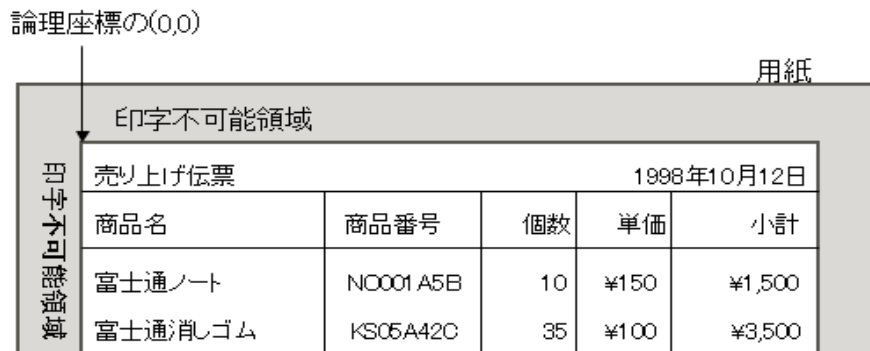 論理座標の(0,0)
用紙
印字不可能領域
印字不可能領域
売り上げ伝票 1998年10月12日
商品名 商品番号 個数 単価 小計
富士通ノート NO001A5B 10 ¥150 ¥1,500
富士通消しゴム KS05A42C 35 ¥100 ¥3,500